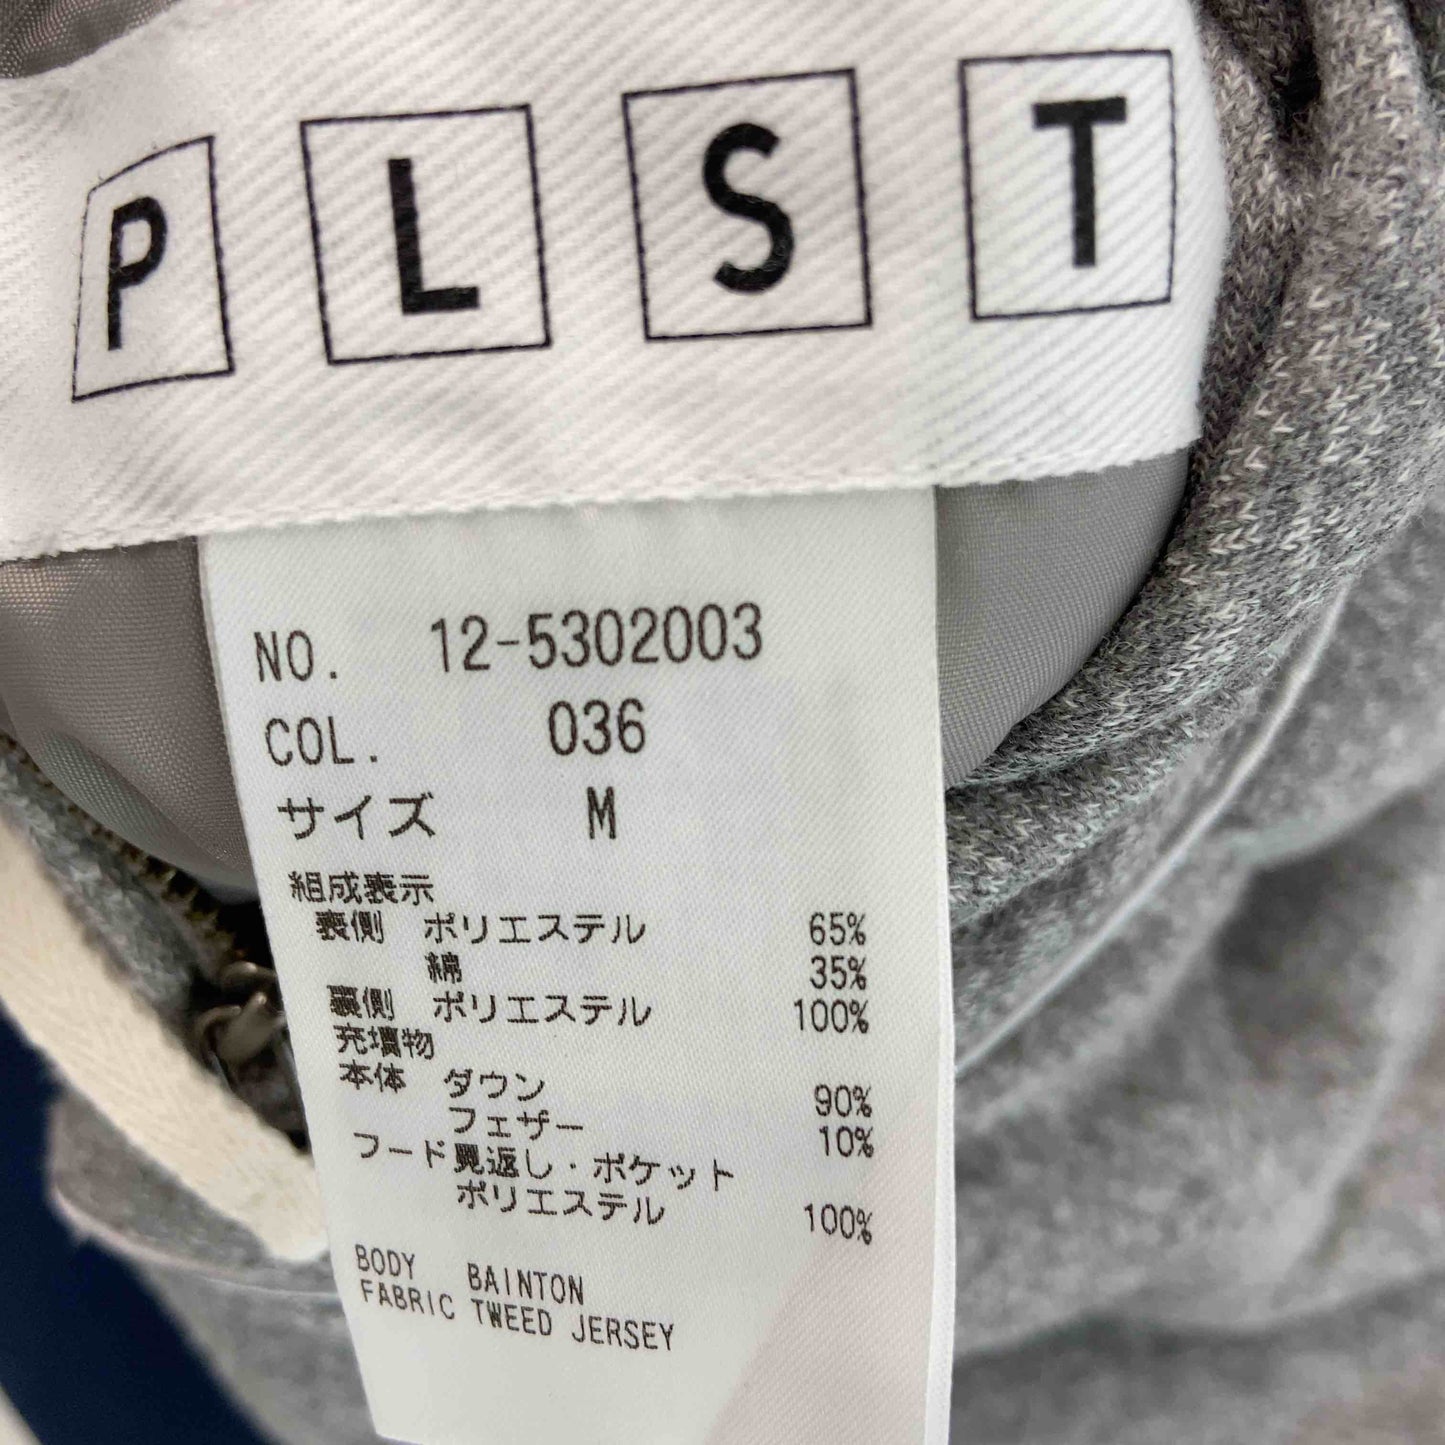 PLST
NO. 12-5302003
COL. 036
サイズ M
組成表示
表側 ポリエステル 65%
綿 35%
裏側 ポリエステル 100%
充填物
本体 ダウン 90%
フェザー 10%
フード見返し・ポケット
ポリエステル 100%
BODY BAINTON
FABRIC TWEED JERSEY